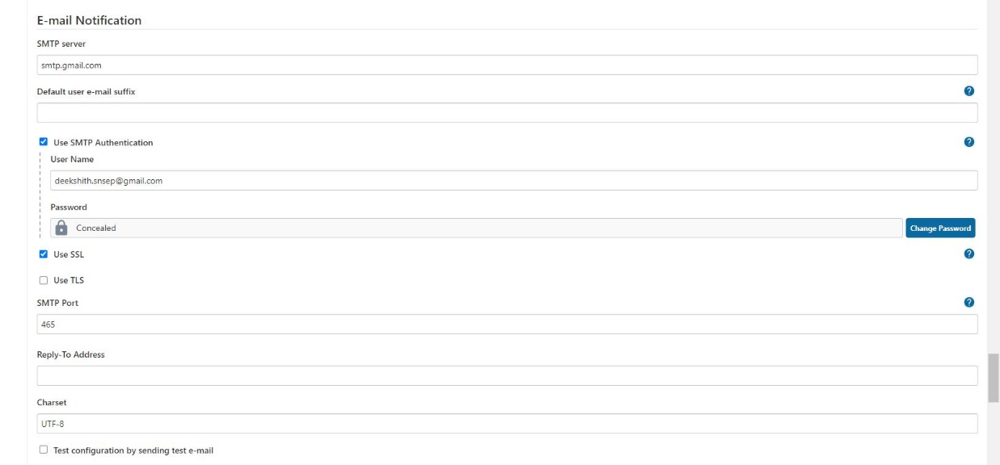 E-mail Notification
SMTP server
smtp.gmail.com
Default user e-mail suffix
?
Use SMTP Authentication
?
User Name
deekshith.snsep@gmail.com
Password
Concealed
Change Password
Use SSL
?
Use TLS
SMTP Port
?
465
Reply-To Address
Charset
UTF-8
Test configuration by sending test e-mail